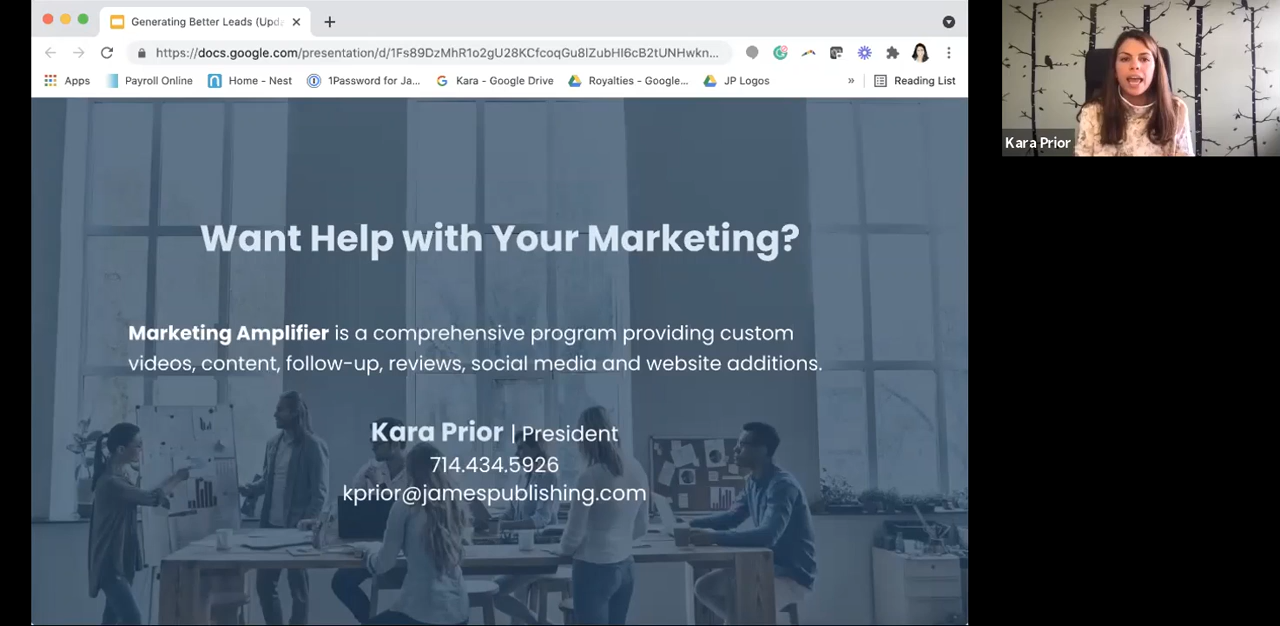 Generating Better Leads (Upd
https://docs.google.com/presentation/d/1Fs89DzMhR1o2gU28KCfcoqGu8lZubHl6cB2tUNHwkn...
Apps
Payroll Online
Home - Nest
1Password for Ja...
Kara - Google Drive
Royalties - Google...
JP Logos
»
Reading List
Kara Prior
Want Help with Your Marketing?
Marketing Amplifier is a comprehensive program providing custom
videos, content, follow-up, reviews, social media and website additions.
Kara Prior | President
714.434.5926
kprior@jamespublishing.com